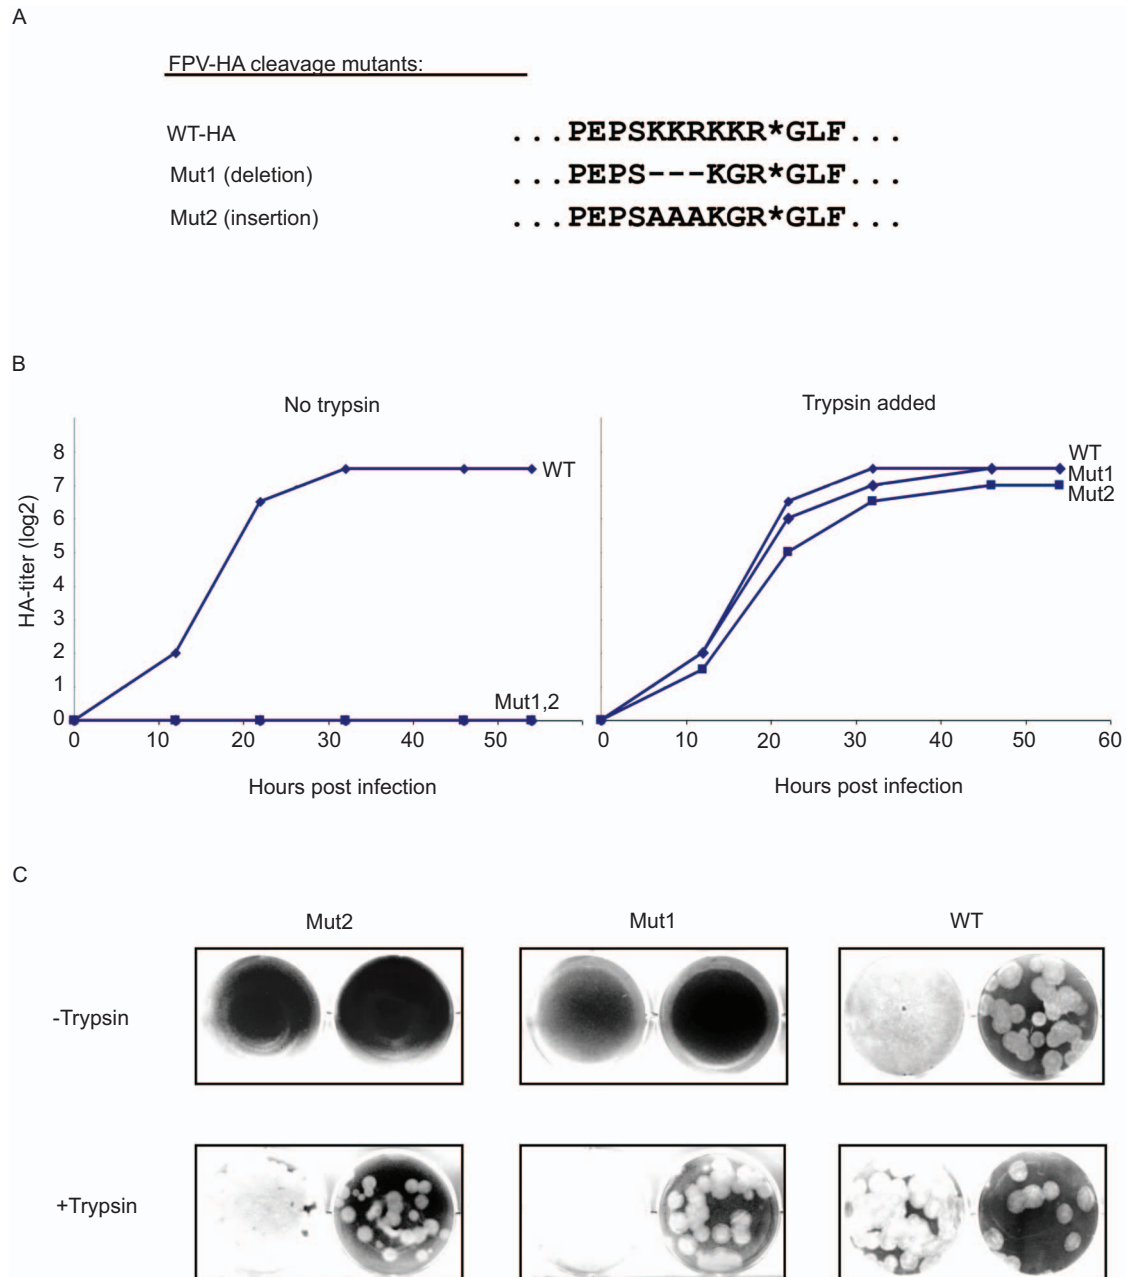 A
FPV-HA cleavage mutants:
WT-HA ...PEPSKKRKKR*GLF...
Mut1 (deletion) ...PEPS---KGR*GLF...
Mut2 (insertion) ...PEPSAAAKGR*GLF...
B
No trypsin
Trypsin added
HA-titer (log2)
8
7
6
5
4
3
2
1
0
WT
Mut1,2
0 10 20 30 40 50
Hours post infection
WT
Mut1
Mut2
0 10 20 30 40 50 60
Hours post infection
C
Mut2 Mut1 WT
-Trypsin
+Trypsin